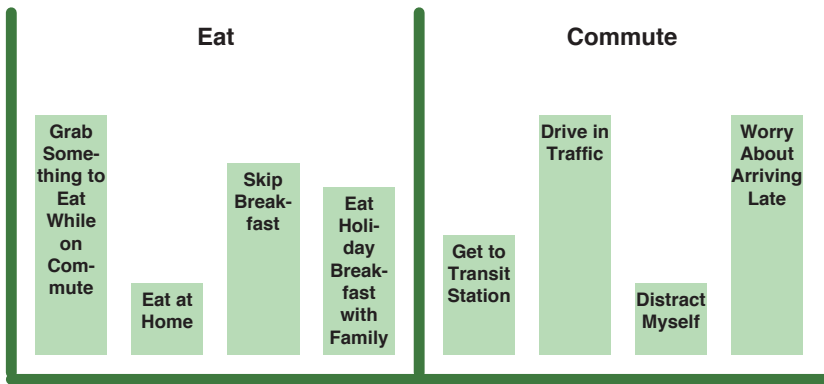 Eat
Grab
Some-
thing to
Eat
While
on
Com-
mute
Eat at
Home
Skip
Break-
fast
Eat
Holi-
day
Break-
fast
with
Family
Commute
Get to
Transit
Station
Drive in
Traffic
Distract
Myself
Worry
About
Arriving
Late